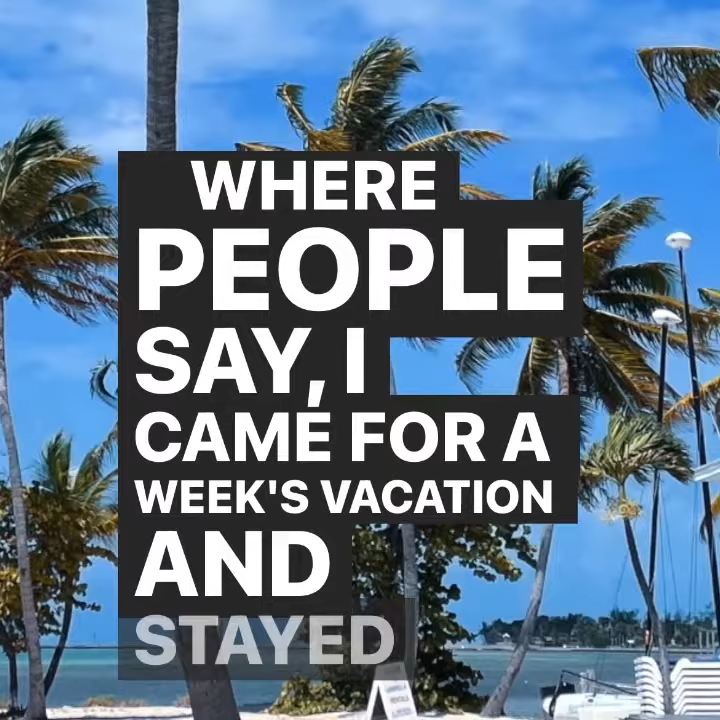 WHERE
PEOPLE
SAY, I
CAME FOR A
WEEK'S VACATION
AND
STAYED